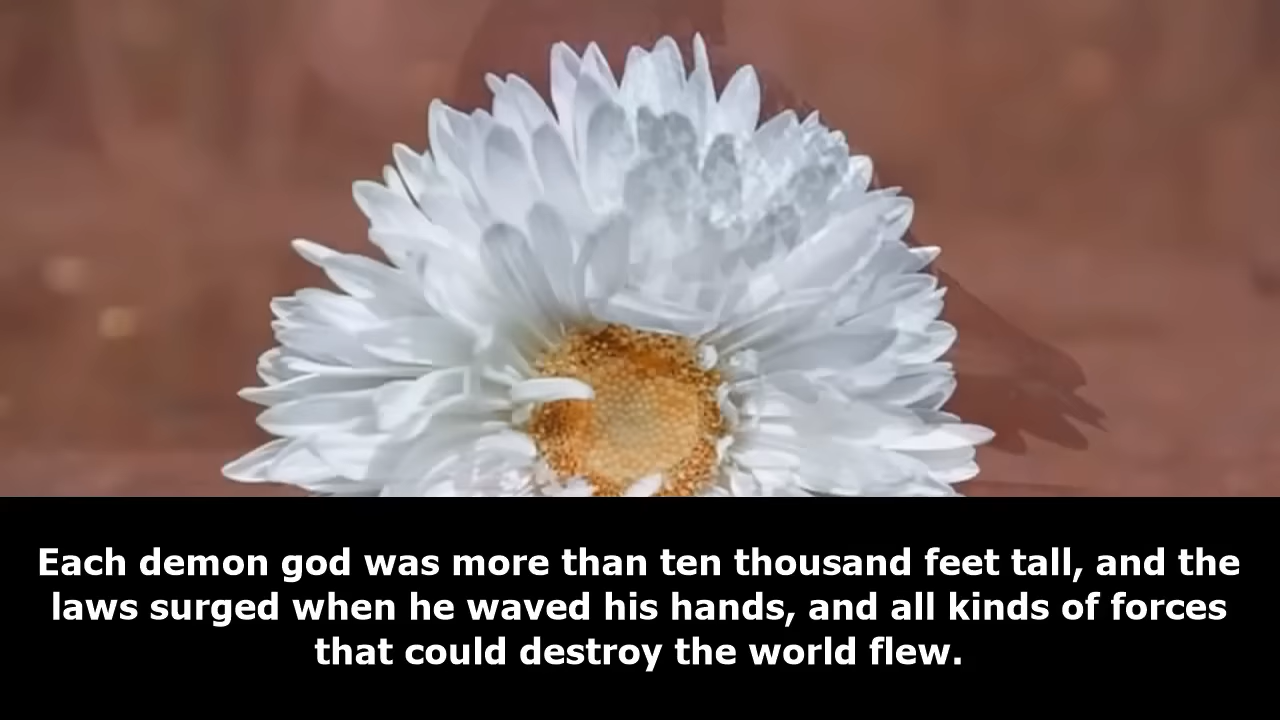 Each demon god was more than ten thousand feet tall, and the
laws surged when he waved his hands, and all kinds of forces
that could destroy the world flew.